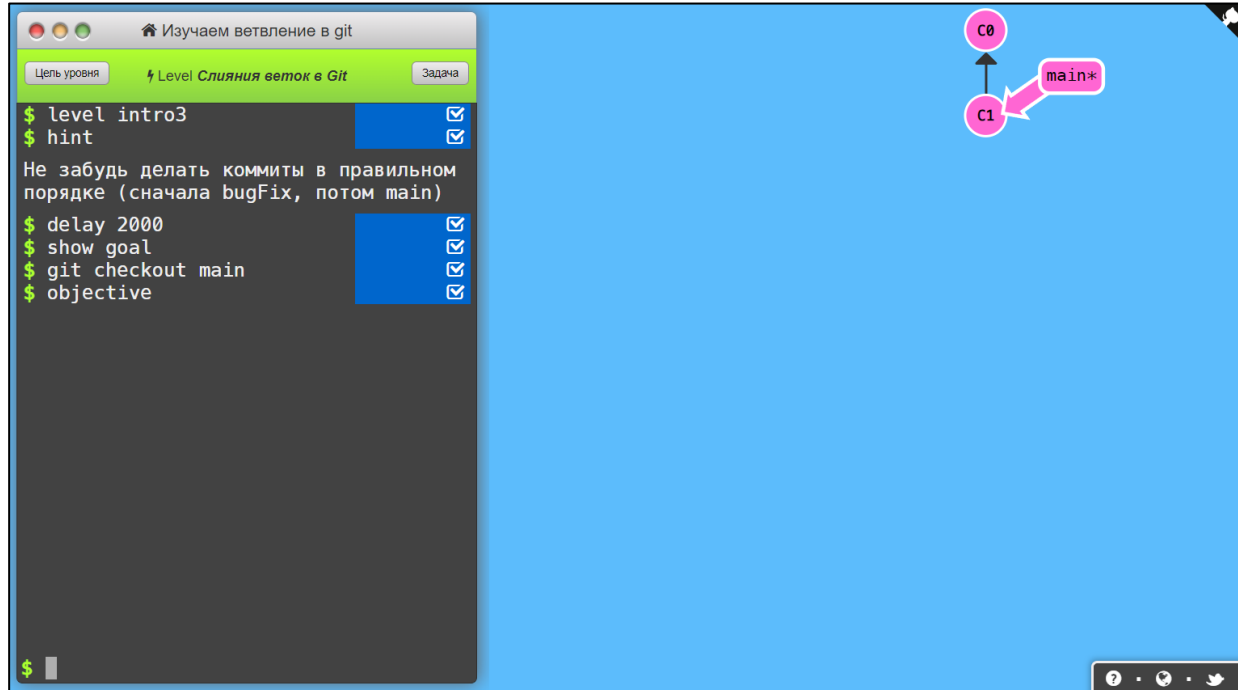 Изучаем ветвление в git
Цель уровня
Level Слияния веток в Git
Задача
$ level intro3
$ hint
Не забудь делать коммиты в правильном
порядке (сначала bugFix, потом main)
$ delay 2000
$ show goal
$ git checkout main
$ objective
$
C0
main*
C1